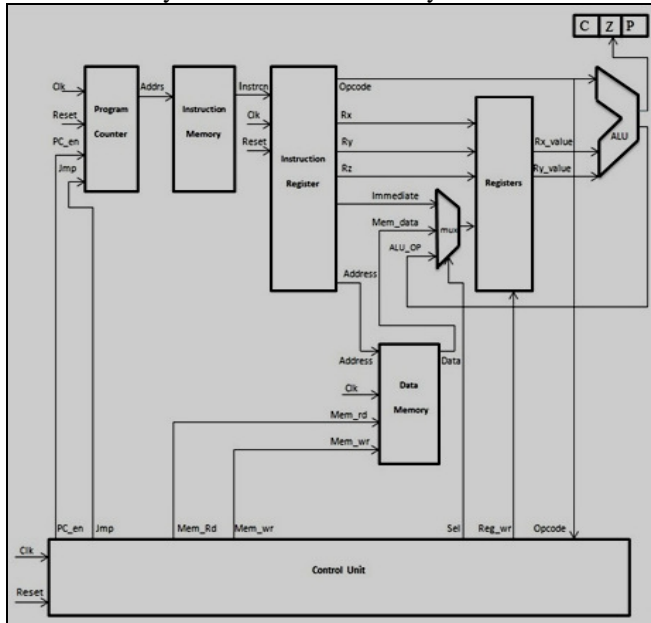 C Z P
Clk
Reset
PC_en
Jmp
Program
Counter
Addrs
Instruction
Memory
Instrcn
Clk
Reset
Instruction
Register
Opcode
Rx
Ry
Rz
Immediate
Mem_data
ALU_OP
mux
Registers
Rx_value
Ry_value
ALU
Address
Address
Data
Clk
Data
Memory
Mem_rd
Mem_wr
PC_en
Jmp
Mem_Rd
Mem_wr
Sel
Reg_wr
Opcode
Clk
Control Unit
Reset